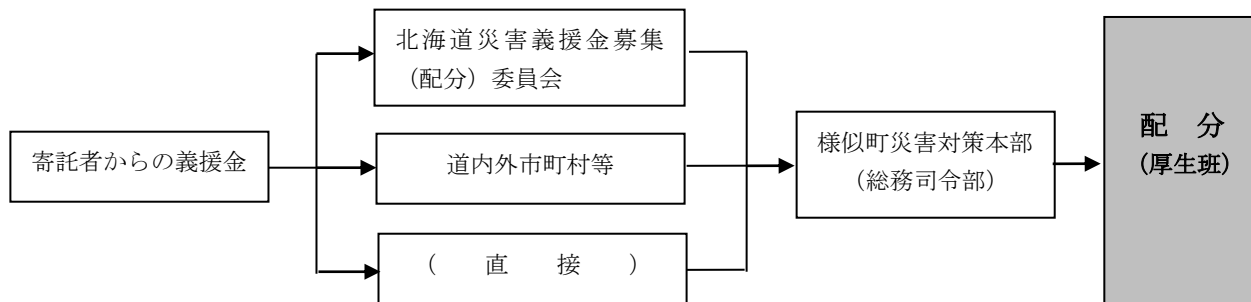 寄託者からの義援金
北海道災害義援金募集
（配分）委員会
道内外市町村等
（　直　接　）
様似町災害対策本部
（総務司令部）
配　分
（厚生班）